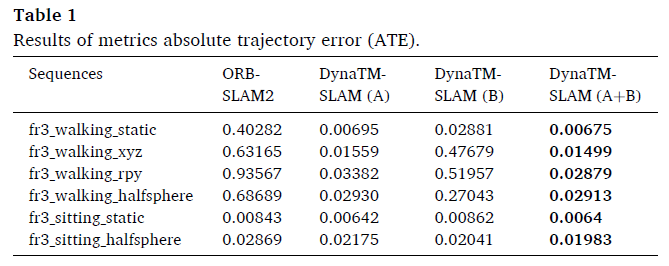 Table 1
Results of metrics absolute trajectory error (ATE).
Sequences ORB- DynaTM- DynaTM- DynaTM-
SLAM2 SLAM (A) SLAM (B) SLAM (A+B)
fr3_walking_static 0.40282 0.00695 0.02881 0.00675
fr3_walking_xyz 0.63165 0.01559 0.47679 0.01499
fr3_walking_rpy 0.93567 0.03382 0.51957 0.02879
fr3_walking_halfsphere 0.68689 0.02930 0.27043 0.02913
fr3_sitting_static 0.00843 0.00642 0.00862 0.0064
fr3_sitting_halfsphere 0.02869 0.02175 0.02041 0.01983